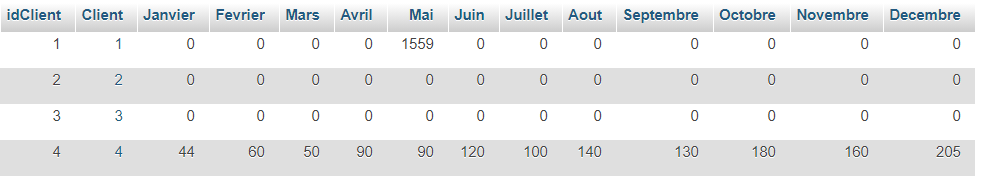 idClient Client Janvier Fevrier Mars Avril Mai Juin Juillet Aout Septembre Octobre Novembre Decembre
1 1 0 0 0 0 1559 0 0 0 0 0 0 0
2 2 0 0 0 0 0 0 0 0 0 0 0 0
3 3 0 0 0 0 0 0 0 0 0 0 0 0
4 4 44 60 50 90 90 120 100 140 130 180 160 205